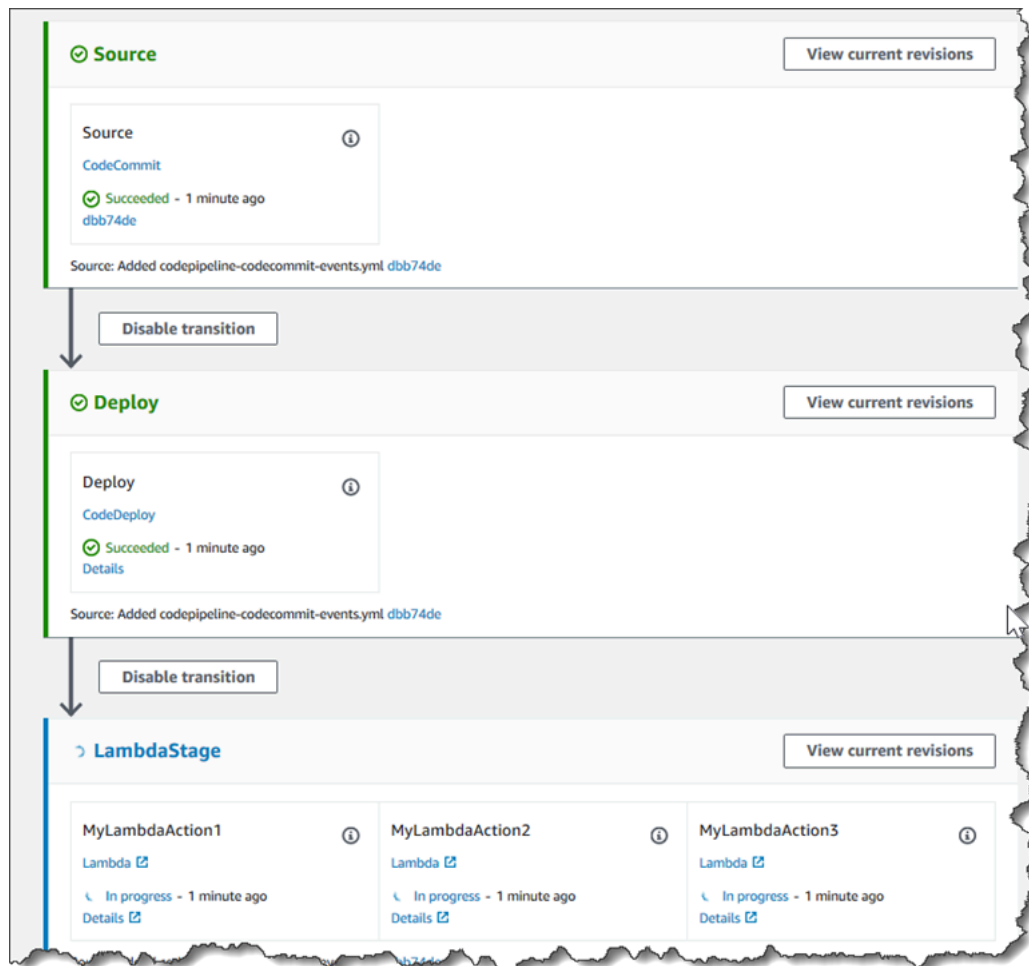 Source
View current revisions
Source
CodeCommit
Succeeded - 1 minute ago
dbb74de
Source: Added codepipeline-codecommit-events.yml dbb74de
Disable transition
Deploy
View current revisions
Deploy
CodeDeploy
Succeeded - 1 minute ago
Details
Source: Added codepipeline-codecommit-events.yml dbb74de
Disable transition
LambdaStage
View current revisions
MyLambdaAction1 MyLambdaAction2 MyLambdaAction3
Lambda Lambda Lambda
In progress - 1 minute ago In progress - 1 minute ago In progress - 1 minute ago
Details Details Details